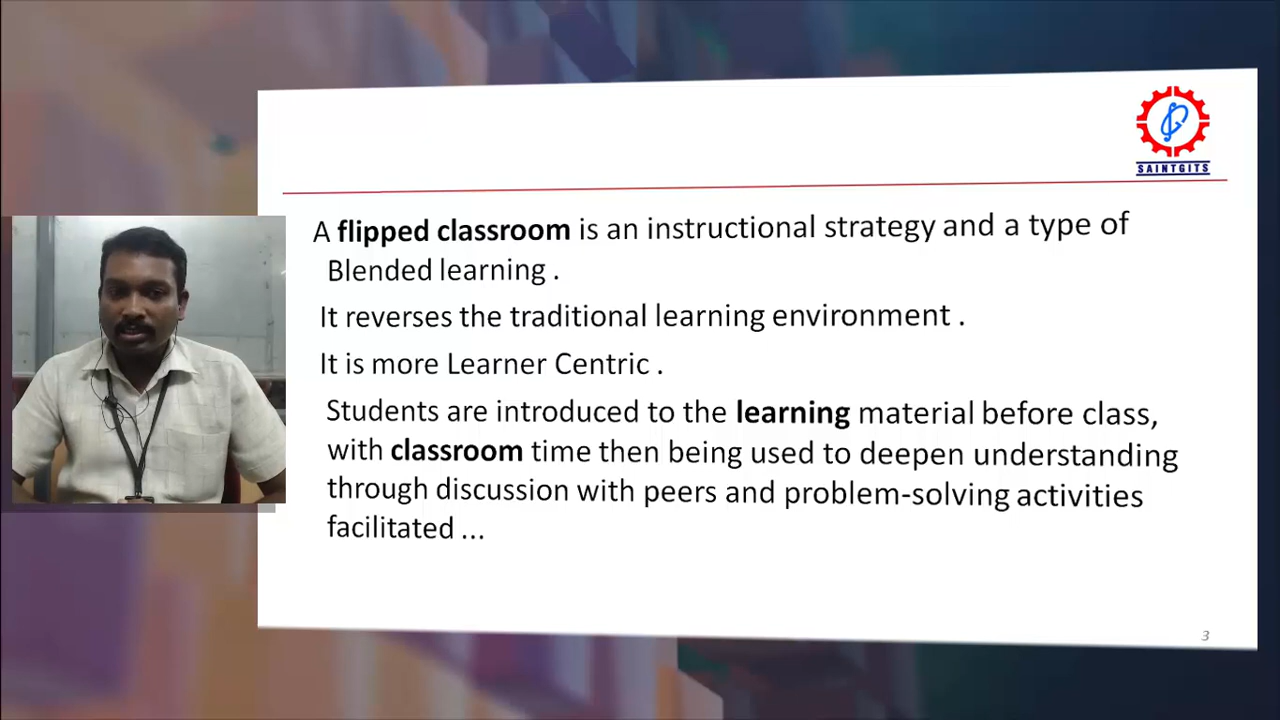 SAINTGITS
A flipped classroom is an instructional strategy and a type of
Blended learning .
It reverses the traditional learning environment .
It is more Learner Centric .
Students are introduced to the learning material before class,
with classroom time then being used to deepen understanding
through discussion with peers and problem-solving activities
facilitated ...
3